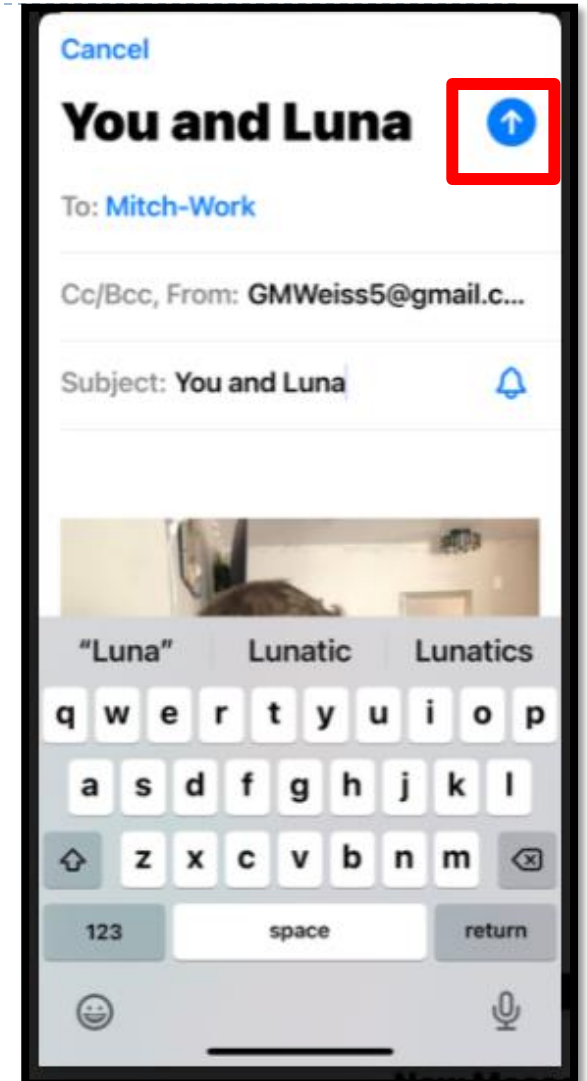 Cancel
You and Luna
To: Mitch-Work
Cc/Bcc, From: GMWeiss5@gmail.c...
Subject: You and Luna
“Luna” Lunatic Lunatics
q w e r t y u i o p
a s d f g h j k l
z x c v b n m
123 space return